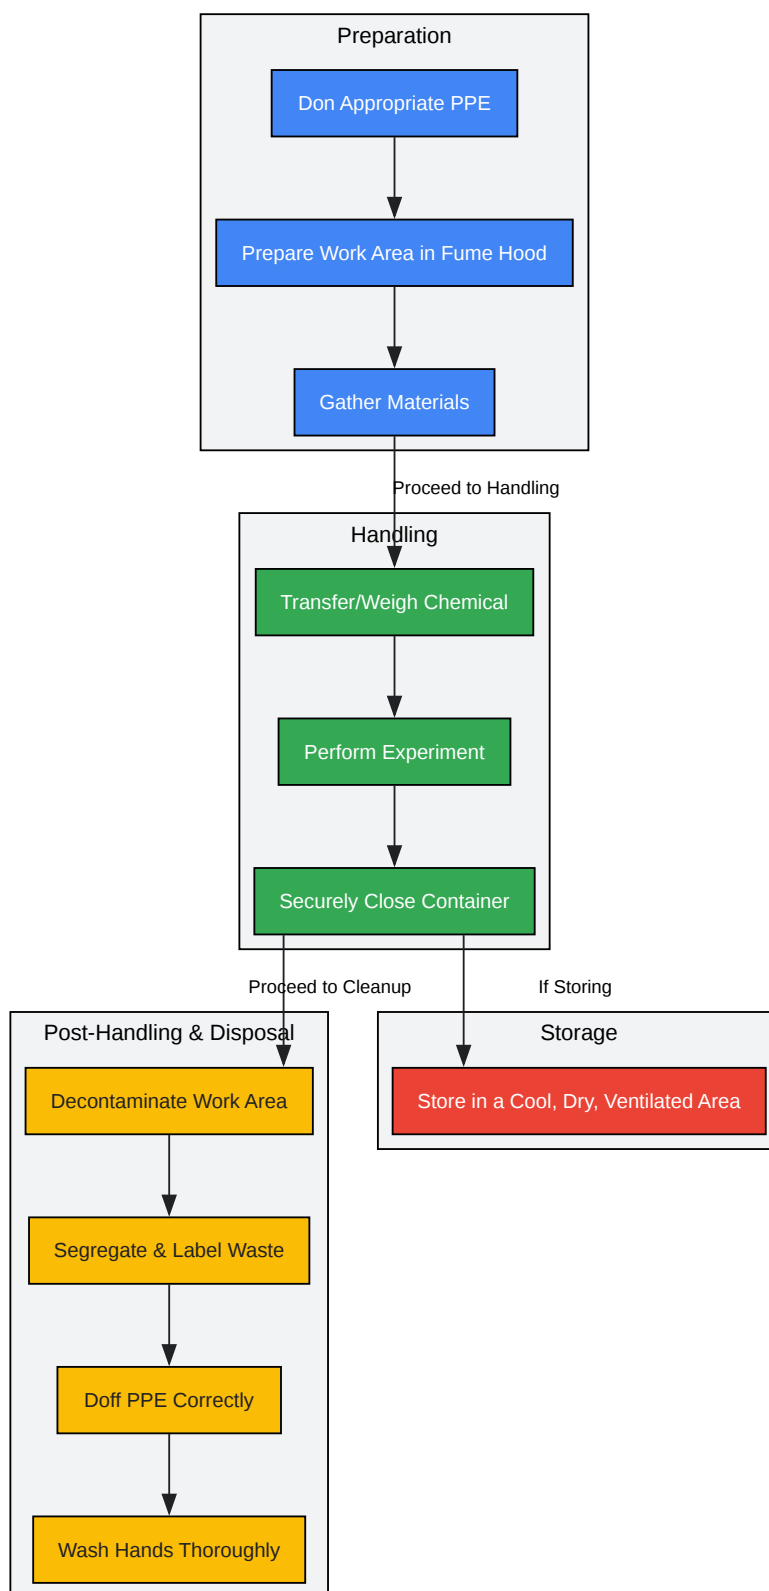 Preparation
Don Appropriate PPE
Prepare Work Area in Fume Hood
Gather Materials
Proceed to Handling
Handling
Transfer/Weigh Chemical
Perform Experiment
Securely Close Container
Proceed to Cleanup
If Storing
Post-Handling & Disposal
Decontaminate Work Area
Segregate & Label Waste
Doff PPE Correctly
Wash Hands Thoroughly
Storage
Store in a Cool, Dry, Ventilated Area